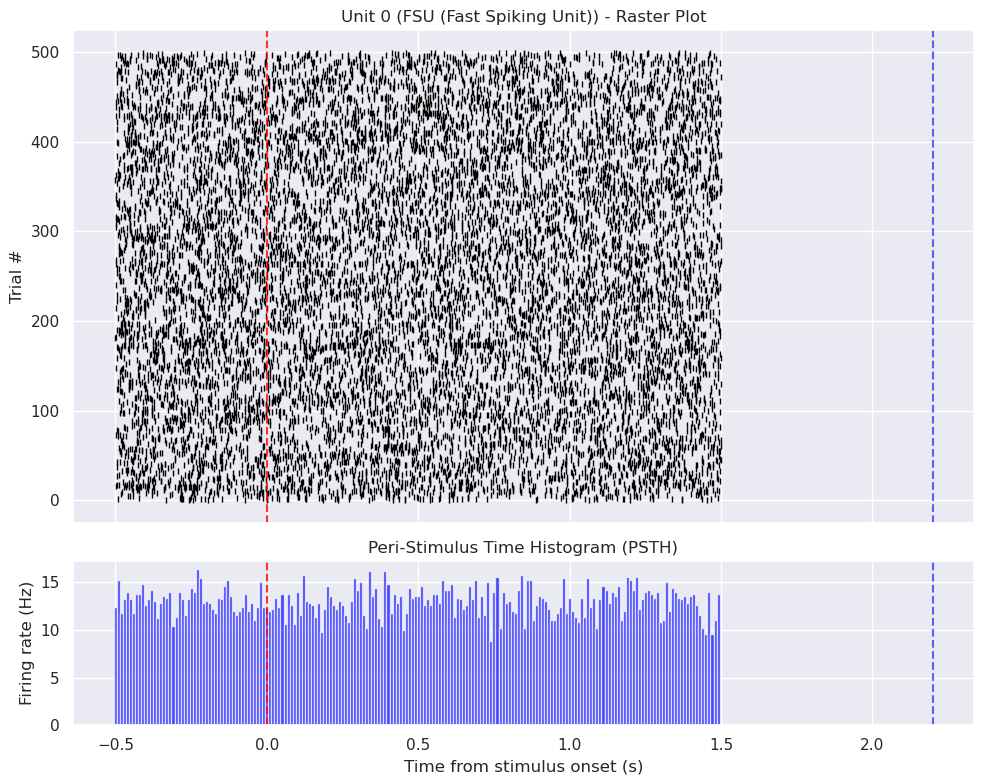 Unit 0 (FSU (Fast Spiking Unit)) - Raster Plot
500
400
300
200
100
0
Trial #
Peri-Stimulus Time Histogram (PSTH)
15
10
5
0
Firing rate (Hz)
−0.5 0.0 0.5 1.0 1.5 2.0
Time from stimulus onset (s)